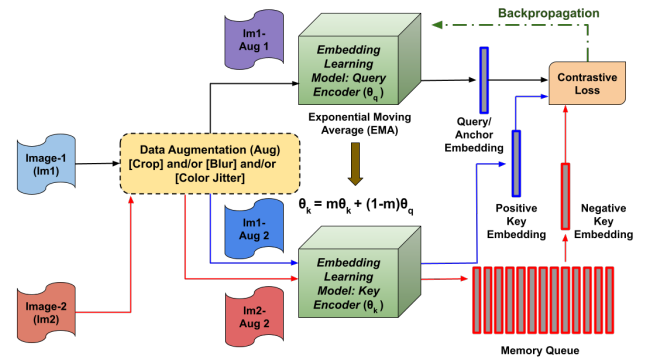 Backpropagation
Im1-
Aug 1
Embedding
Learning
Model: Query
Encoder (θq)
Contrastive
Loss
Exponential Moving
Average (EMA)
Query/
Anchor
Embedding
Image-1
(Im1)
Data Augmentation (Aug)
[Crop] and/or [Blur] and/or
[Color Jitter]
θk = mθk + (1-m)θq
Im1-
Aug 2
Positive
Key
Embedding
Negative
Key
Embedding
Embedding
Learning
Model: Key
Encoder (θk)
Image-2
(Im2)
Im2-
Aug 2
Memory Queue